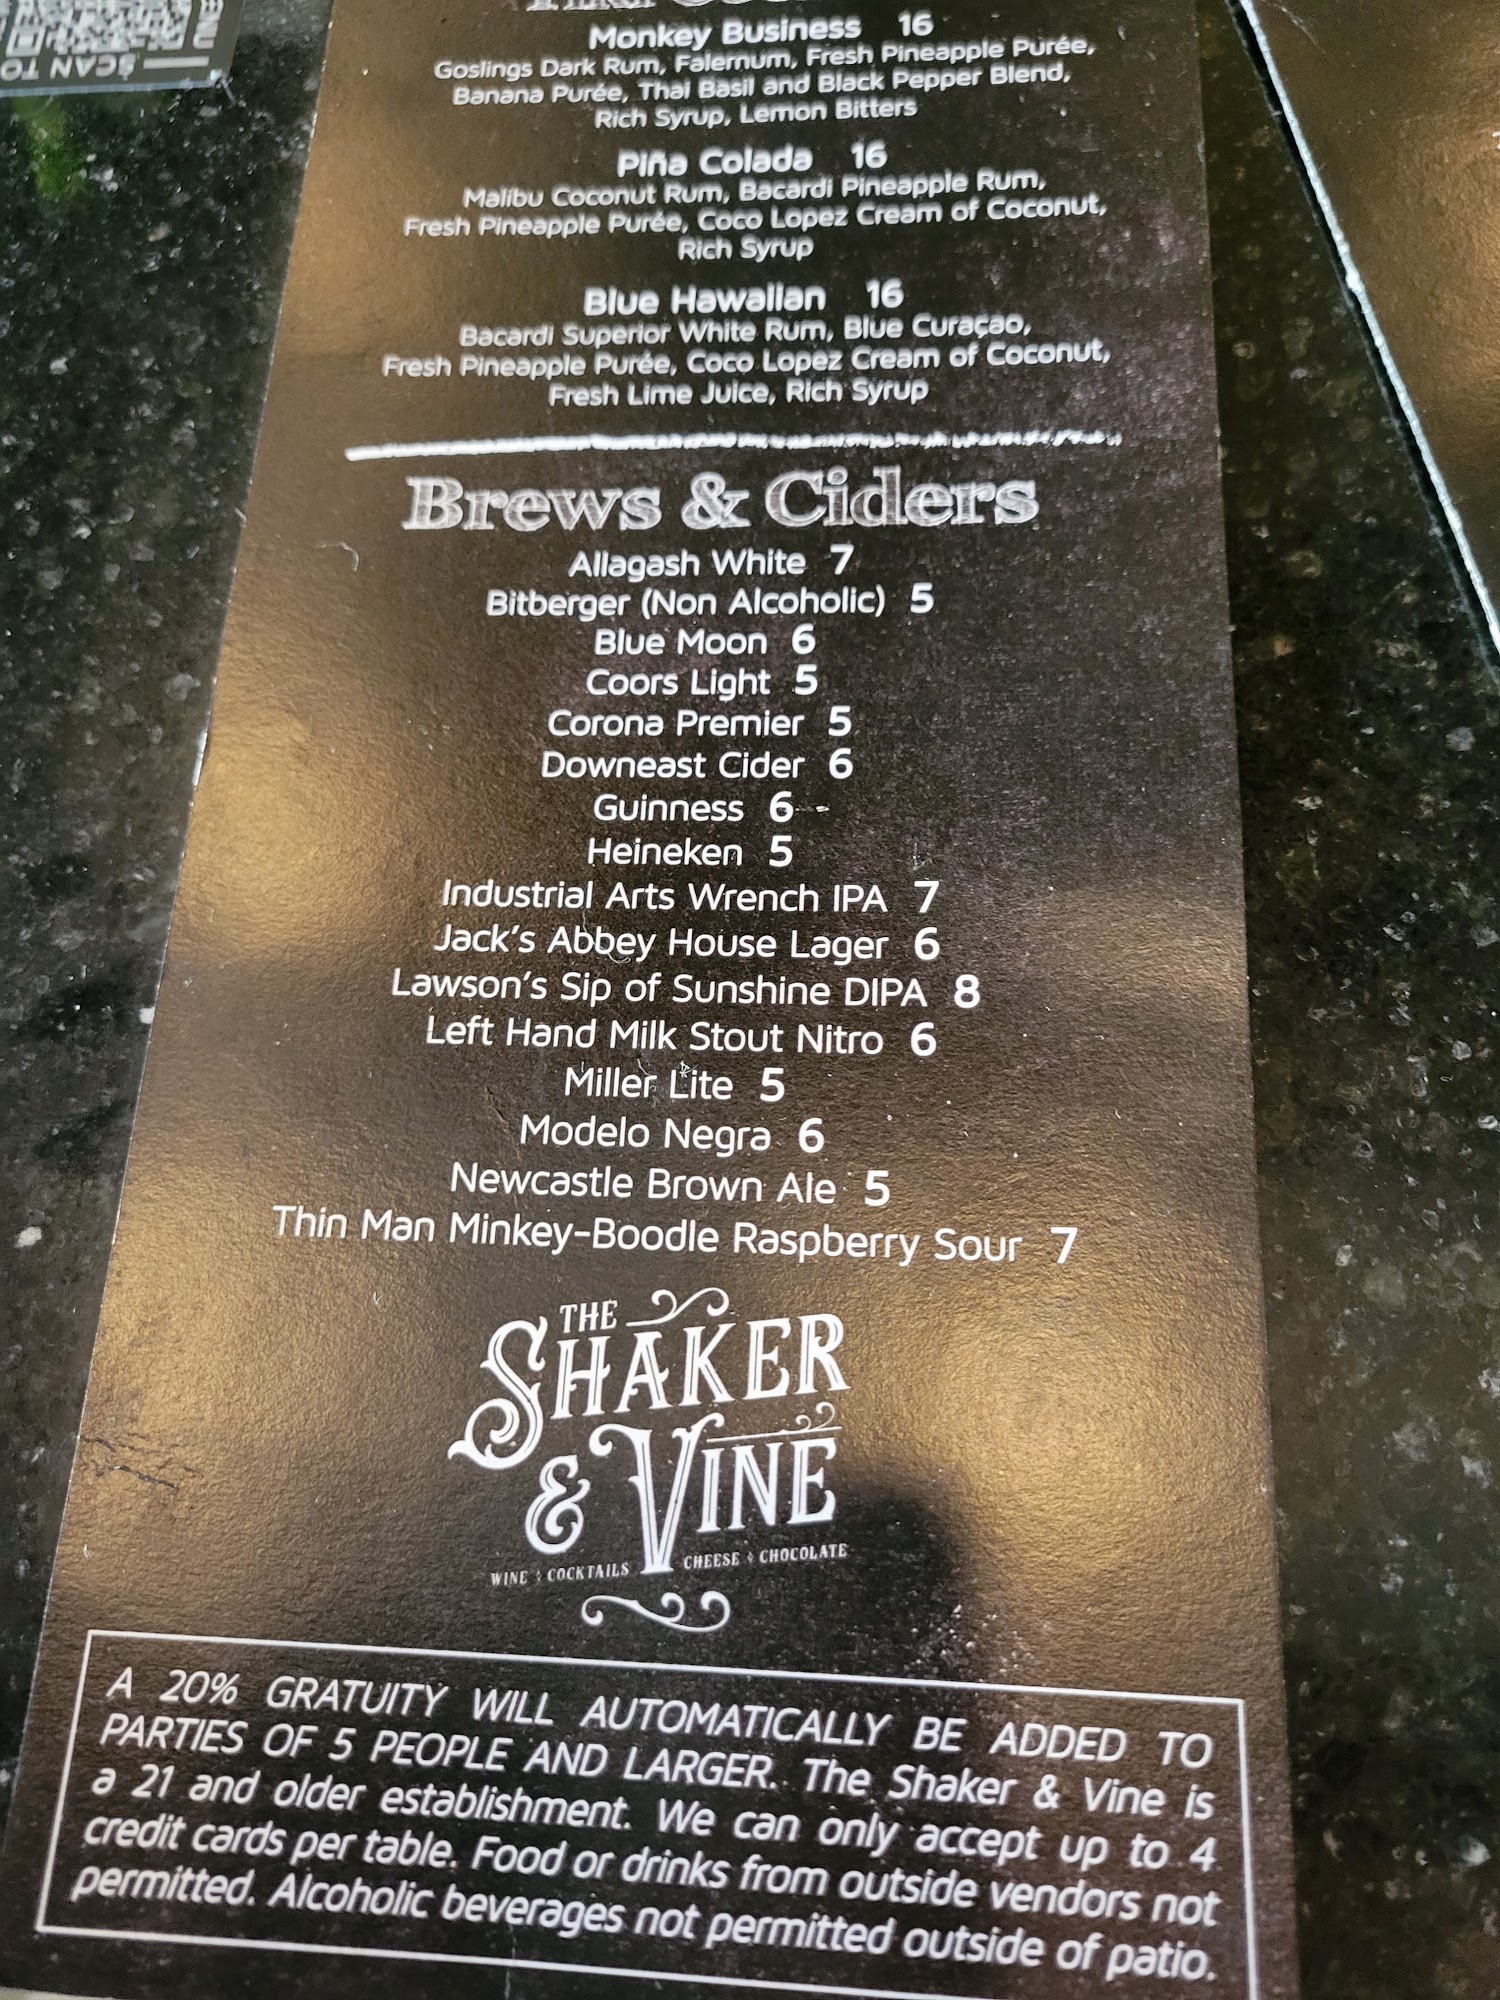 SCAN TO
MENU
Monkey Business 16
Goslings Dark Rum, Falernum, Fresh Pineapple Purée,
Banana Purée, Thai Basil and Black Pepper Blend,
Rich Syrup, Lemon Bitters
Piña Colada 16
Malibu Coconut Rum, Bacardi Pineapple Rum,
Fresh Pineapple Purée, Coco Lopez Cream of Coconut,
Rich Syrup
Blue Hawaiian 16
Bacardi Superior White Rum, Blue Curaçao,
Fresh Pineapple Purée, Coco Lopez Cream of Coconut,
Fresh Lime Juice, Rich Syrup
Brews & Ciders
Allagash White 7
Bitberger (Non Alcoholic) 5
Blue Moon 6
Coors Light 5
Corona Premier 5
Downeast Cider 6
Guinness 6
Heineken 5
Industrial Arts Wrench IPA 7
Jack's Abbey House Lager 6
Lawson's Sip of Sunshine DIPA 8
Left Hand Milk Stout Nitro 6
Miller Lite 5
Modelo Negra 6
Newcastle Brown Ale 5
Thin Man Minkey-Boodle Raspberry Sour 7
THE
SHAKER
& VINE
WINE COCKTAILS CHEESE CHOCOLATE
A 20% GRATUITY WILL AUTOMATICALLY BE ADDED TO
PARTIES OF 5 PEOPLE AND LARGER. The Shaker & Vine is
a 21 and older establishment. We can only accept up to 4
credit cards per table. Food or drinks from outside vendors not
permitted. Alcoholic beverages not permitted outside of patio.